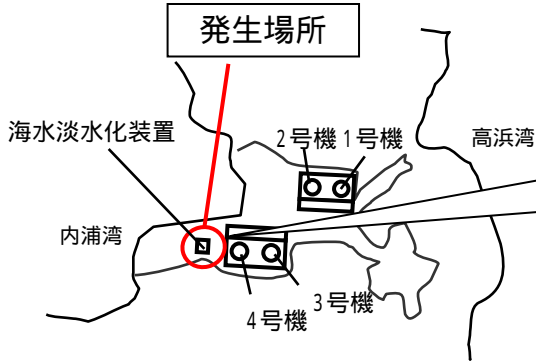 発生場所
海水淡水化装置
2号機
1号機
高浜湾
内浦湾
3号機
4号機